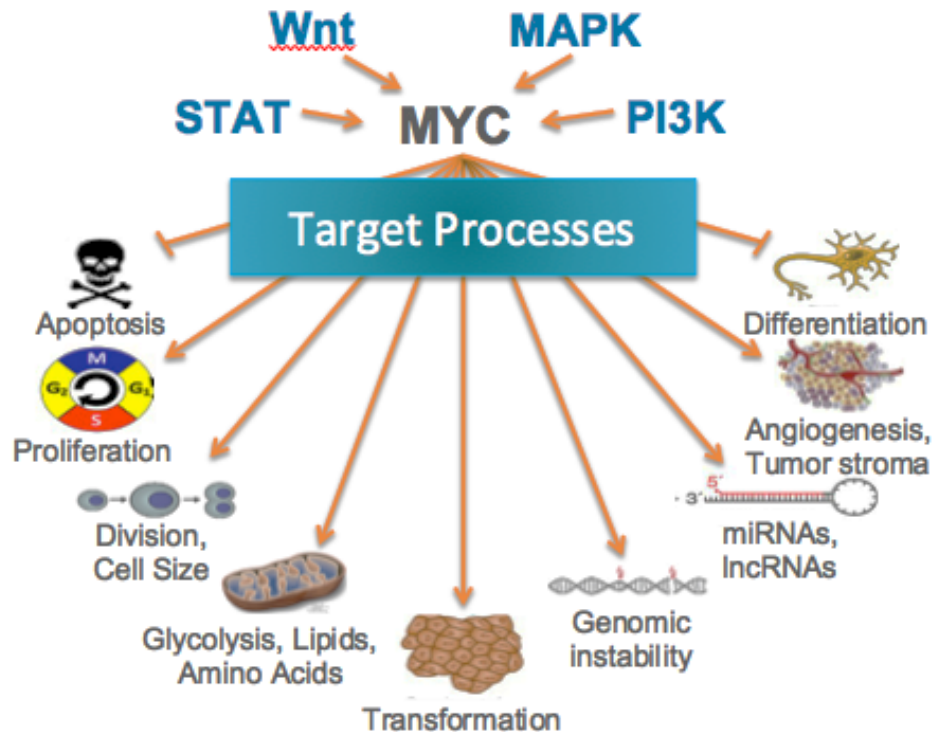 Wnt
MAPK
STAT
MYC
PI3K
Target Processes
Apoptosis
Differentiation
M
G2
G1
S
Proliferation
Angiogenesis,
Tumor stroma
5´
- 3´
Division,
Cell Size
miRNAs,
lncRNAs
Glycolysis, Lipids,
Amino Acids
Genomic
instability
Transformation